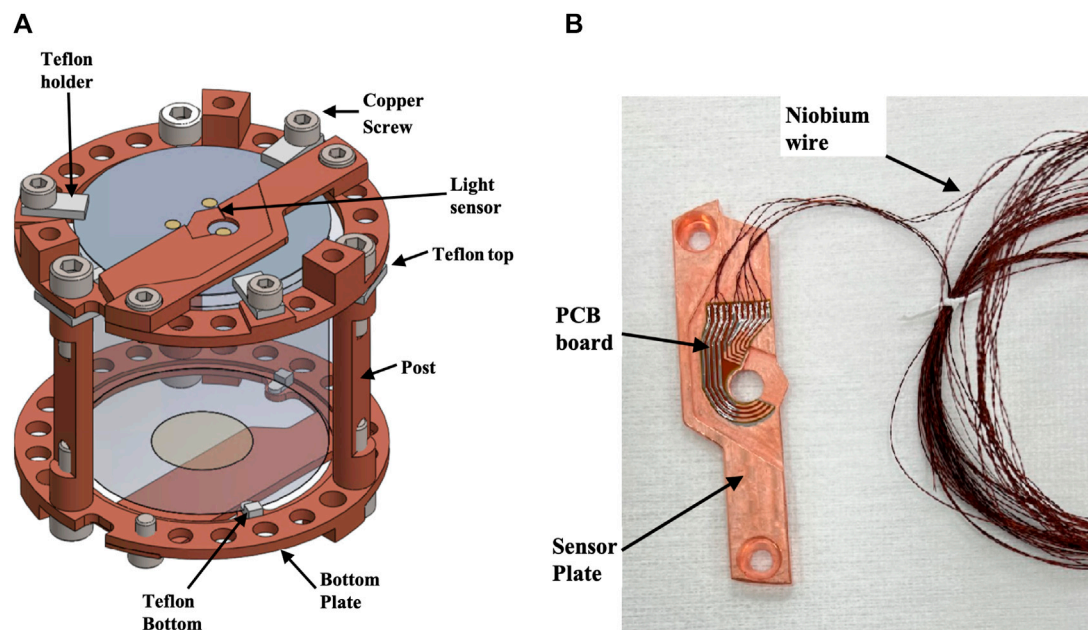 A
B
Teflon
holder
Copper
Screw
Light
sensor
Teflon top
Post
Bottom
Plate
Teflon
Bottom
Niobium
wire
PCB
board
Sensor
Plate